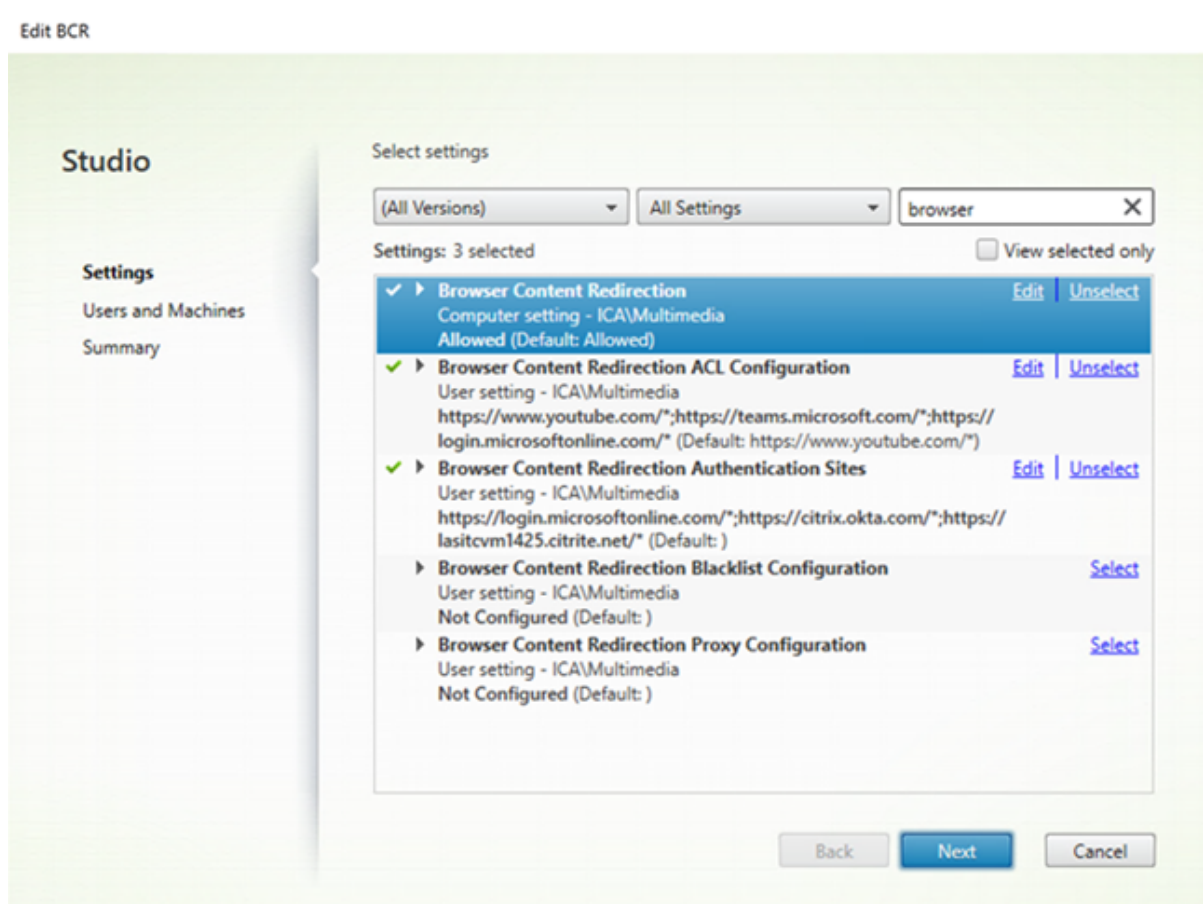 Edit BCR
Studio
Settings
Users and Machines
Summary
Select settings
(All Versions)
All Settings
browser
Settings: 3 selected
View selected only
Browser Content Redirection
Edit
Unselect
Computer setting - ICA\Multimedia
Allowed (Default: Allowed)
Browser Content Redirection ACL Configuration
Edit
Unselect
User setting - ICA\Multimedia
https://www.youtube.com/*;https://teams.microsoft.com/*;https://
login.microsoftonline.com/* (Default: https://www.youtube.com/*)
Browser Content Redirection Authentication Sites
Edit
Unselect
User setting - ICA\Multimedia
https://login.microsoftonline.com/*;https://citrix.okta.com/*;https://
lasitcvm1425.citrite.net/* (Default: )
Browser Content Redirection Blacklist Configuration
Select
User setting - ICA\Multimedia
Not Configured (Default: )
Browser Content Redirection Proxy Configuration
Select
User setting - ICA\Multimedia
Not Configured (Default: )
Back
Next
Cancel